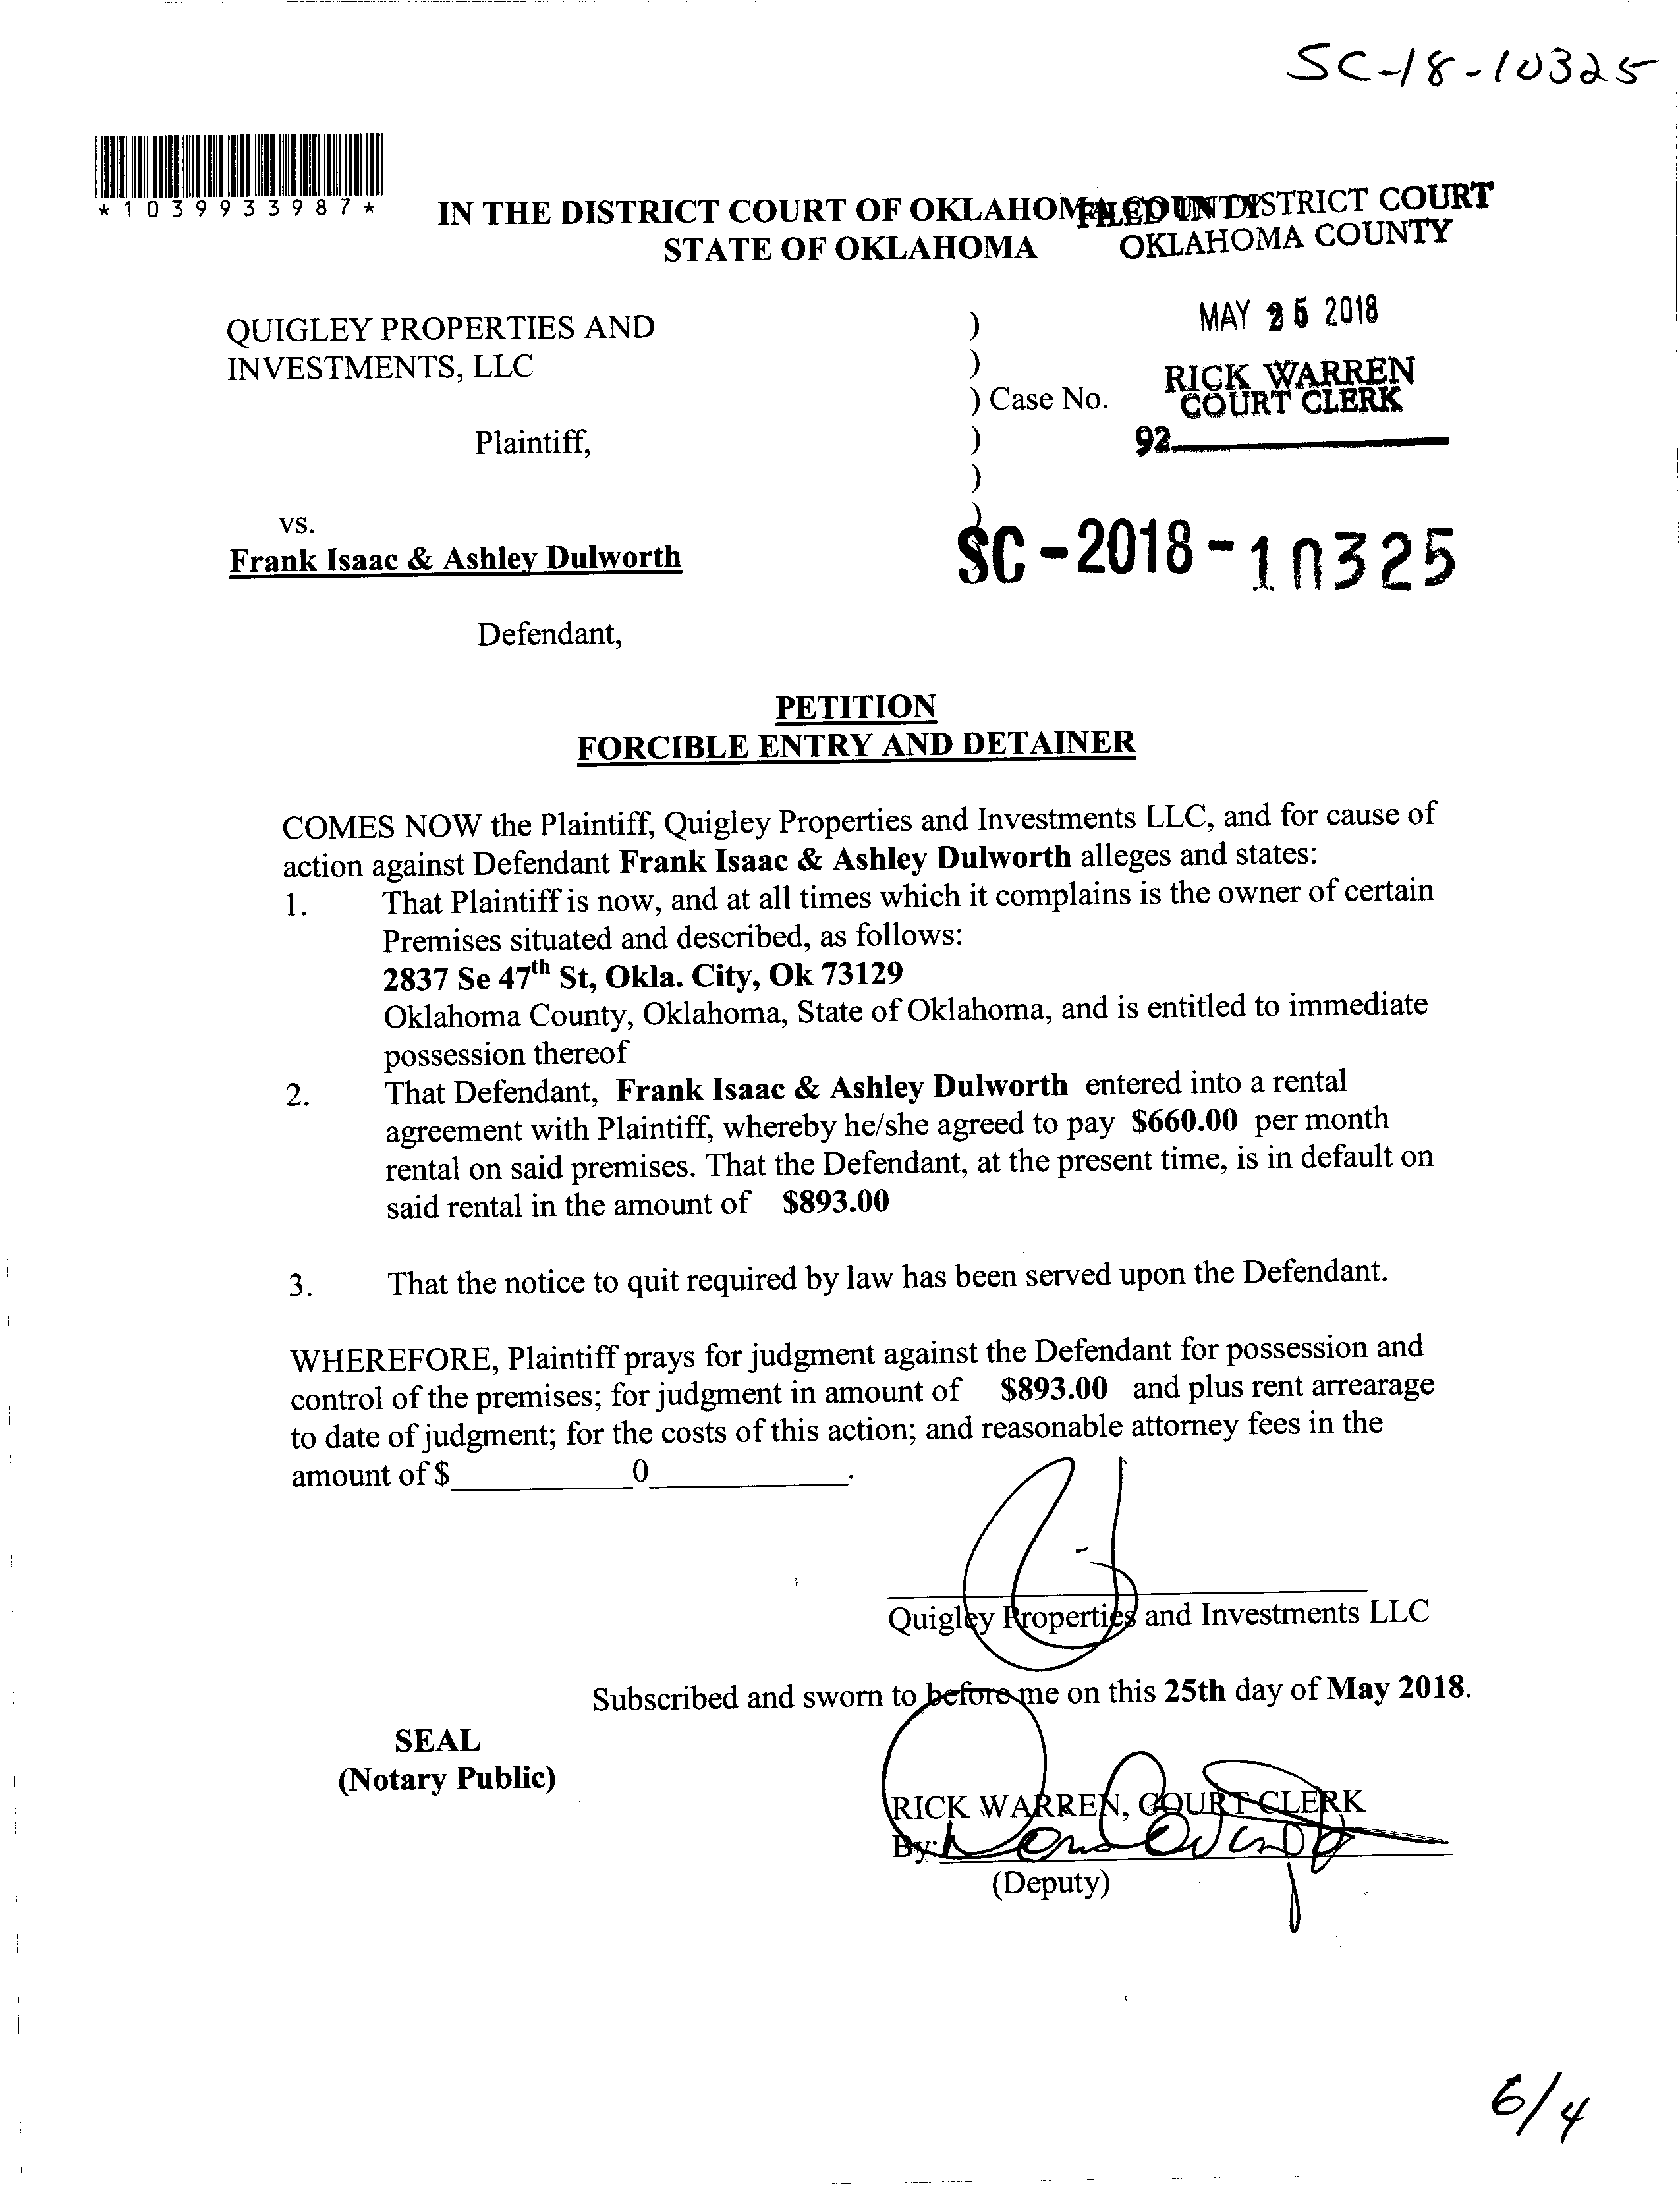 SC-18-10325
*1039933987*
IN THE DISTRICT COURT OF OKLAHOMA COUNTY
STATE OF OKLAHOMA
FILED IN DISTRICT COURT
OKLAHOMA COUNTY
MAY 25 2018
RICK WARREN
COURT CLERK
92
QUIGLEY PROPERTIES AND )
INVESTMENTS, LLC )
) Case No.
Plaintiff, )
)
vs. )
Frank Isaac & Ashley Dulworth
SC-2018-10325
Defendant,
PETITION
FORCIBLE ENTRY AND DETAINER
COMES NOW the Plaintiff, Quigley Properties and Investments LLC, and for cause of
action against Defendant Frank Isaac & Ashley Dulworth alleges and states:
1. That Plaintiff is now, and at all times which it complains is the owner of certain
Premises situated and described, as follows:
2837 Se 47th St, Okla. City, Ok 73129
Oklahoma County, Oklahoma, State of Oklahoma, and is entitled to immediate
possession thereof
2. That Defendant, Frank Isaac & Ashley Dulworth entered into a rental
agreement with Plaintiff, whereby he/she agreed to pay $660.00 per month
rental on said premises. That the Defendant, at the present time, is in default on
said rental in the amount of $893.00
3. That the notice to quit required by law has been served upon the Defendant.
WHEREFORE, Plaintiff prays for judgment against the Defendant for possession and
control of the premises; for judgment in amount of $893.00 and plus rent arrearage
to date of judgment; for the costs of this action; and reasonable attorney fees in the
amount of $____________0______________.
Quigley Properties and Investments LLC
Subscribed and sworn to before me on this 25th day of May 2018.
SEAL
(Notary Public)
RICK WARREN, COURT CLERK
By:
(Deputy)
6/4